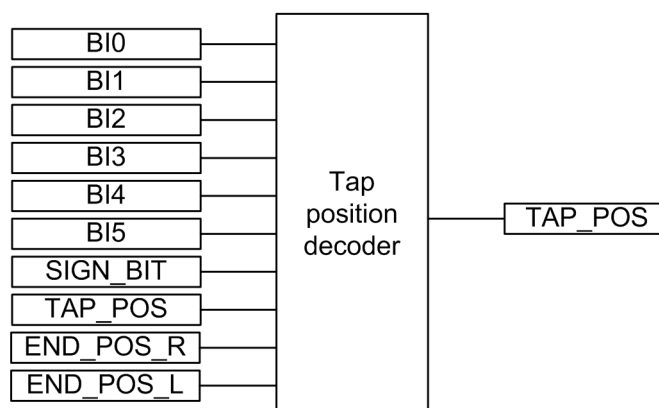 BI0
BI1
BI2
BI3
BI4
BI5
SIGN_BIT
TAP_POS
END_POS_R
END_POS_L
Tap
position
decoder
TAP_POS